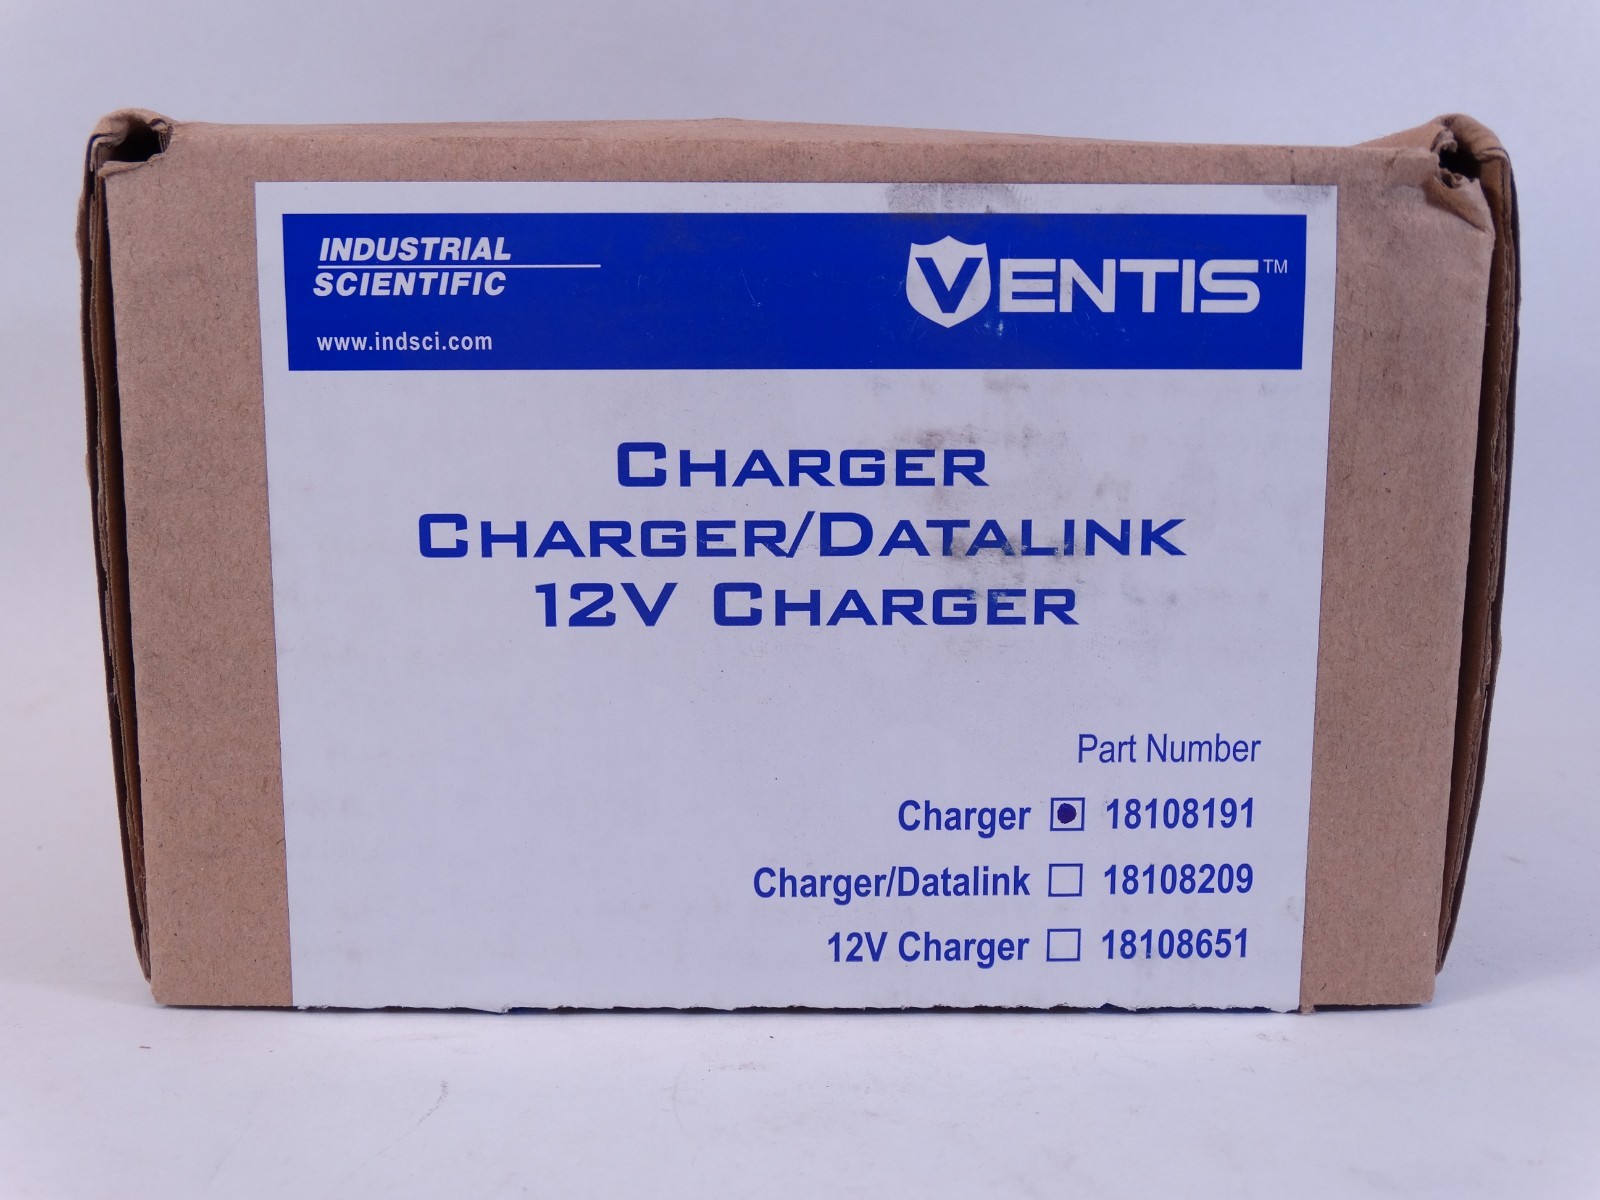 INDUSTRIAL
SCIENTIFIC
www.indsci.com
VENTIS™
CHARGER
CHARGER/DATALINK
12V CHARGER
Part Number
Charger 18108191
Charger/Datalink 18108209
12V Charger 18108651